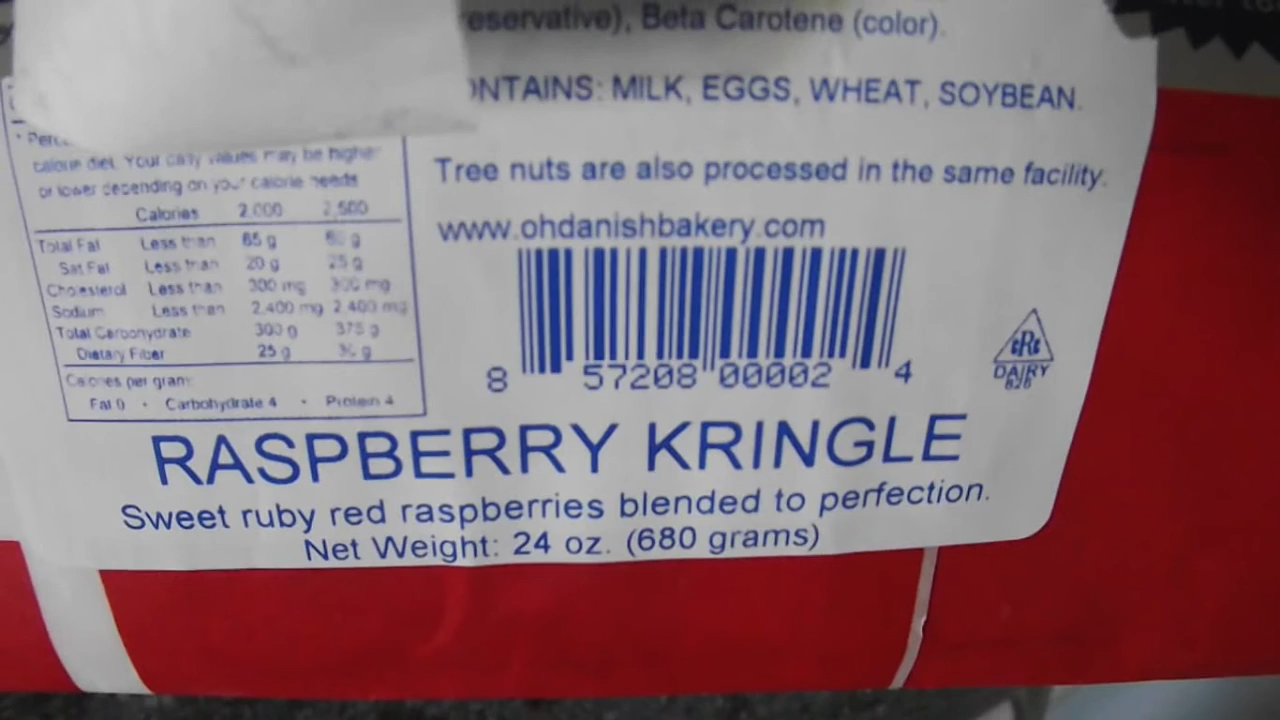 eservative), Beta Carotene (color).
ONTAINS: MILK, EGGS, WHEAT, SOYBEAN.
Tree nuts are also processed in the same facility.
www.ohdanishbakery.com
* Perc
calorie diet. Your daily values may be higher
or lower depending on your calorie needs
Calories 2,000 2,500
Total Fat Less than 65 g g
Sat Fat Less than 20 g 25 g
Cholesterol Less than 300 mg 300 mg
Sodium Less than 2,400 mg 2,400 mg
Total Carbohydrate 300 g 375 g
Dietary Fiber 25 g g
Calories per gram:
Fat 9 • Carbohydrate 4 • Protein 4
8 57208 00002 4
cRc
DAIRY
RASPBERRY KRINGLE
Sweet ruby red raspberries blended to perfection.
Net Weight: 24 oz. (680 grams)